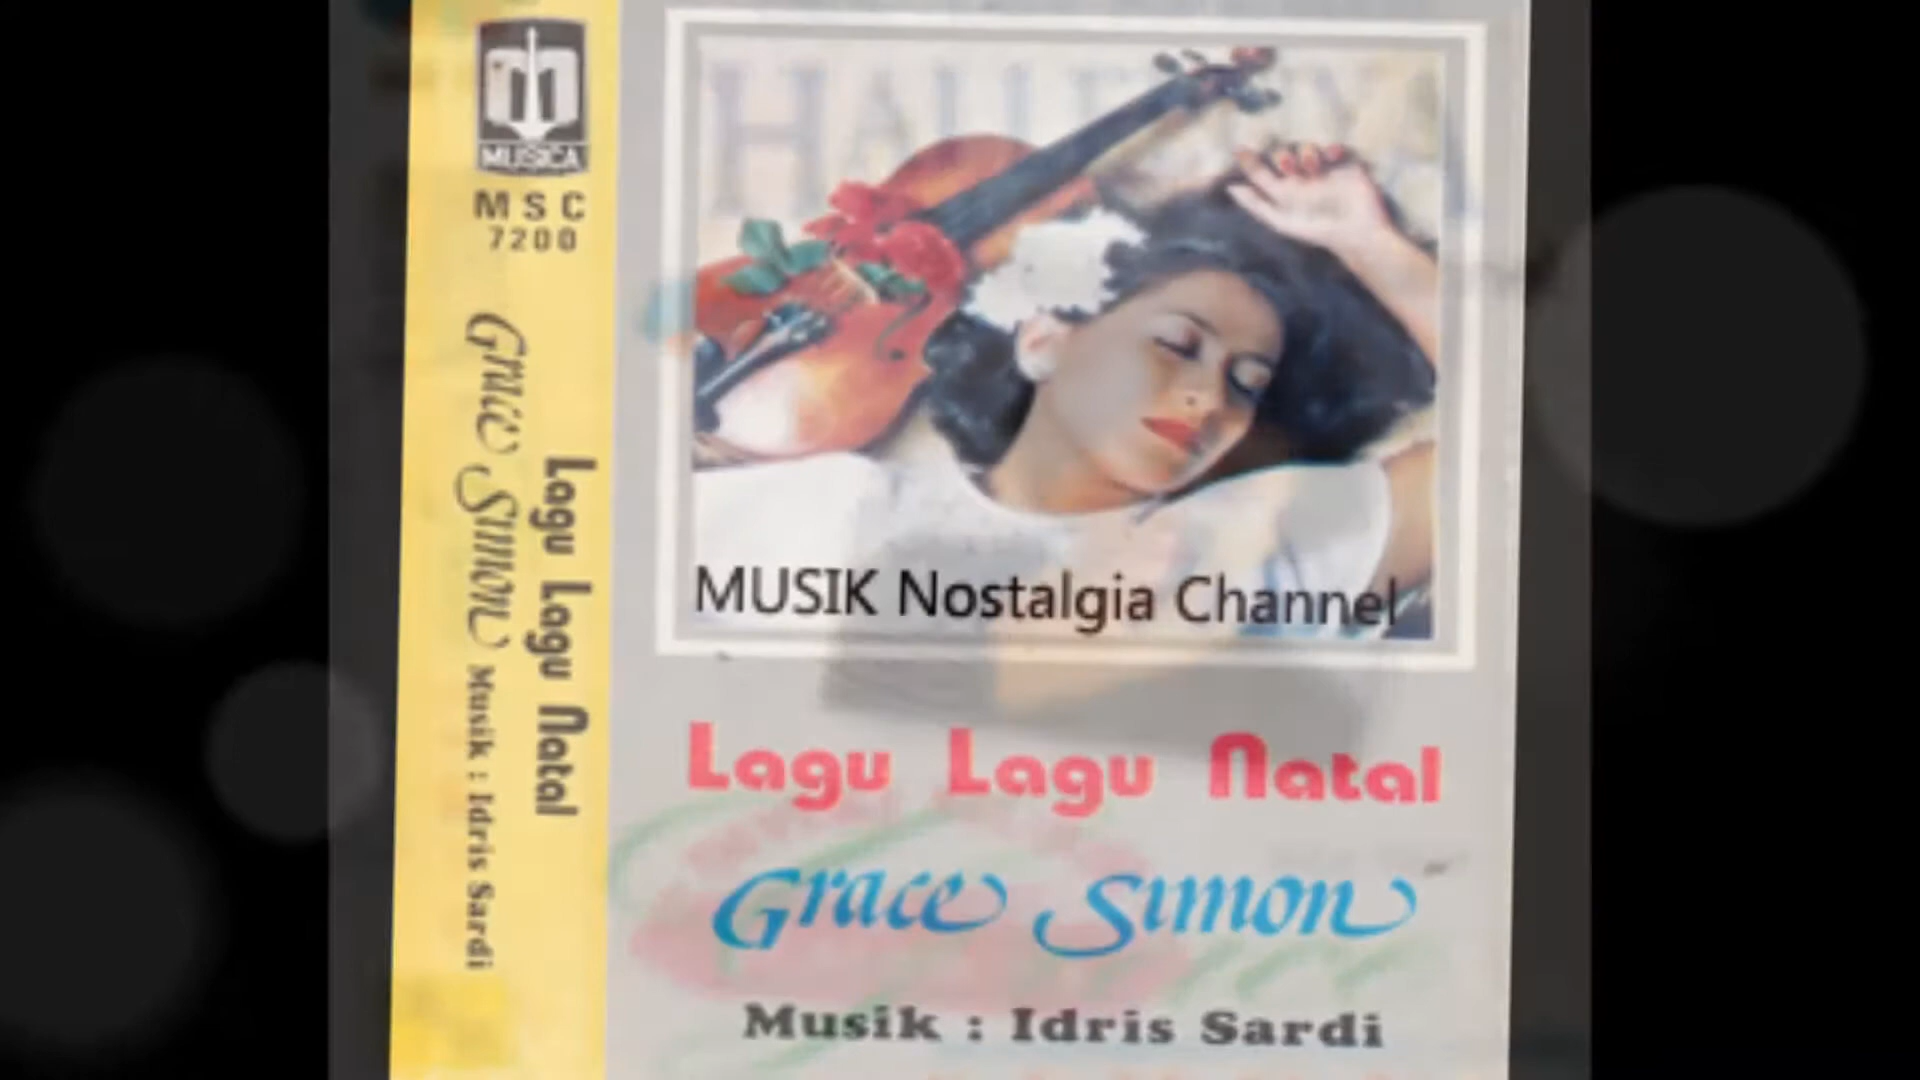 MUSICA
MSC
7200
Grace Simon Musik : Idris Sardi
Lagu Lagu Natal
MUSIK Nostalgia Channel
Lagu Lagu Natal
Grace Simon
Musik : Idris Sardi